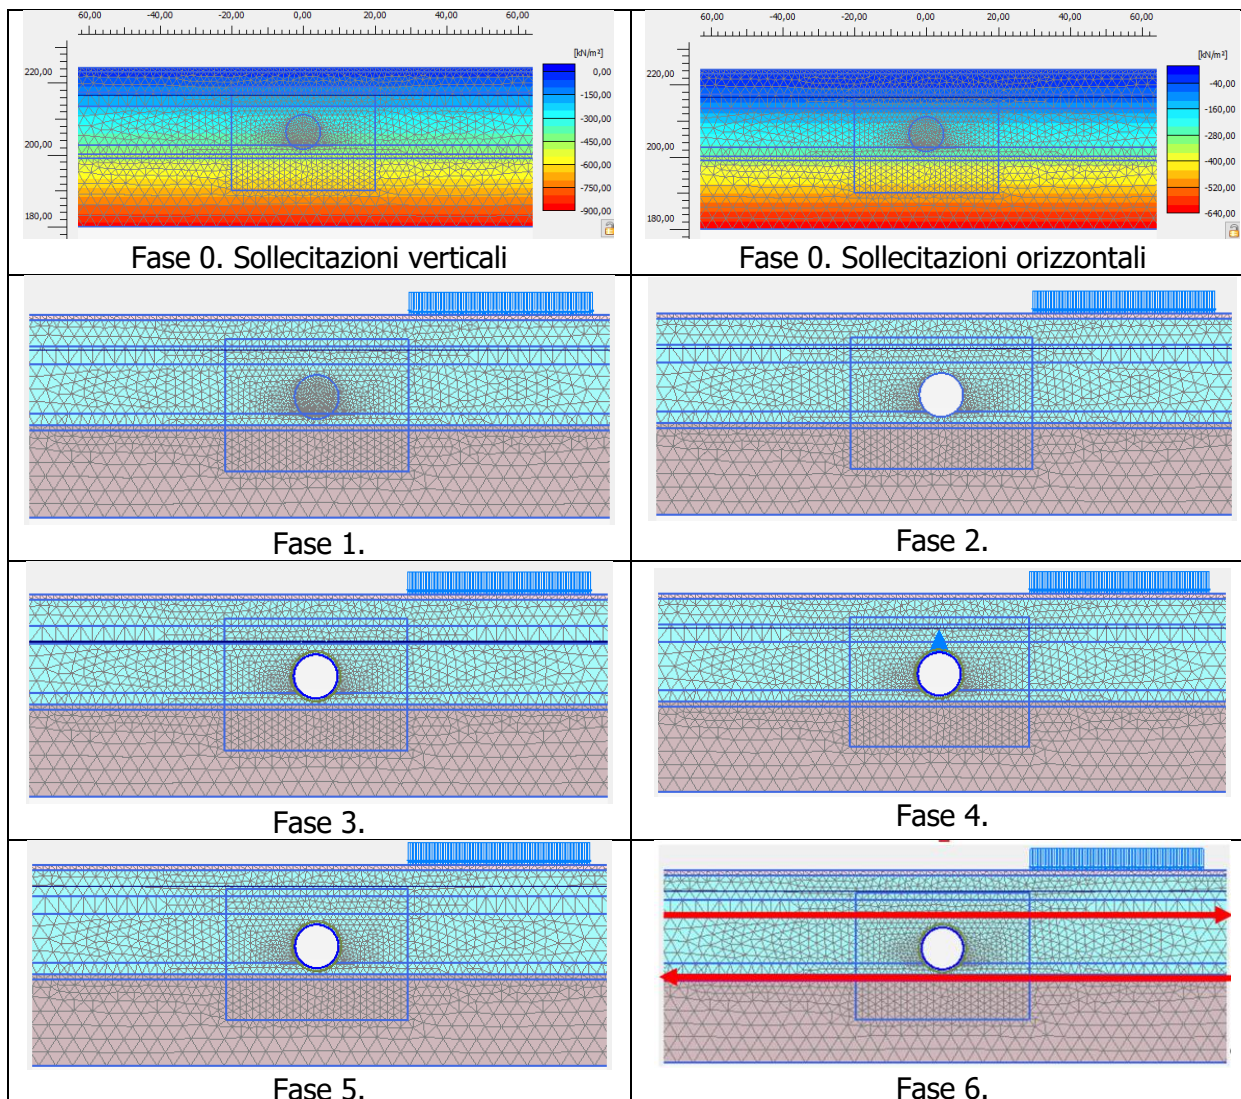 60,00 -40,00 -20,00 0,00 20,00 40,00 60,00
[kN/m²]
220,00
200,00
180,00
0,00
-150,00
-300,00
-450,00
-600,00
-750,00
-900,00
Fase 0. Sollecitazioni verticali
60,00 -40,00 -20,00 0,00 20,00 40,00 60,00
[kN/m²]
220,00
200,00
180,00
-40,00
-160,00
-280,00
-400,00
-520,00
-640,00
Fase 0. Sollecitazioni orizzontali
Fase 1.
Fase 2.
Fase 3.
Fase 4.
Fase 5.
Fase 6.